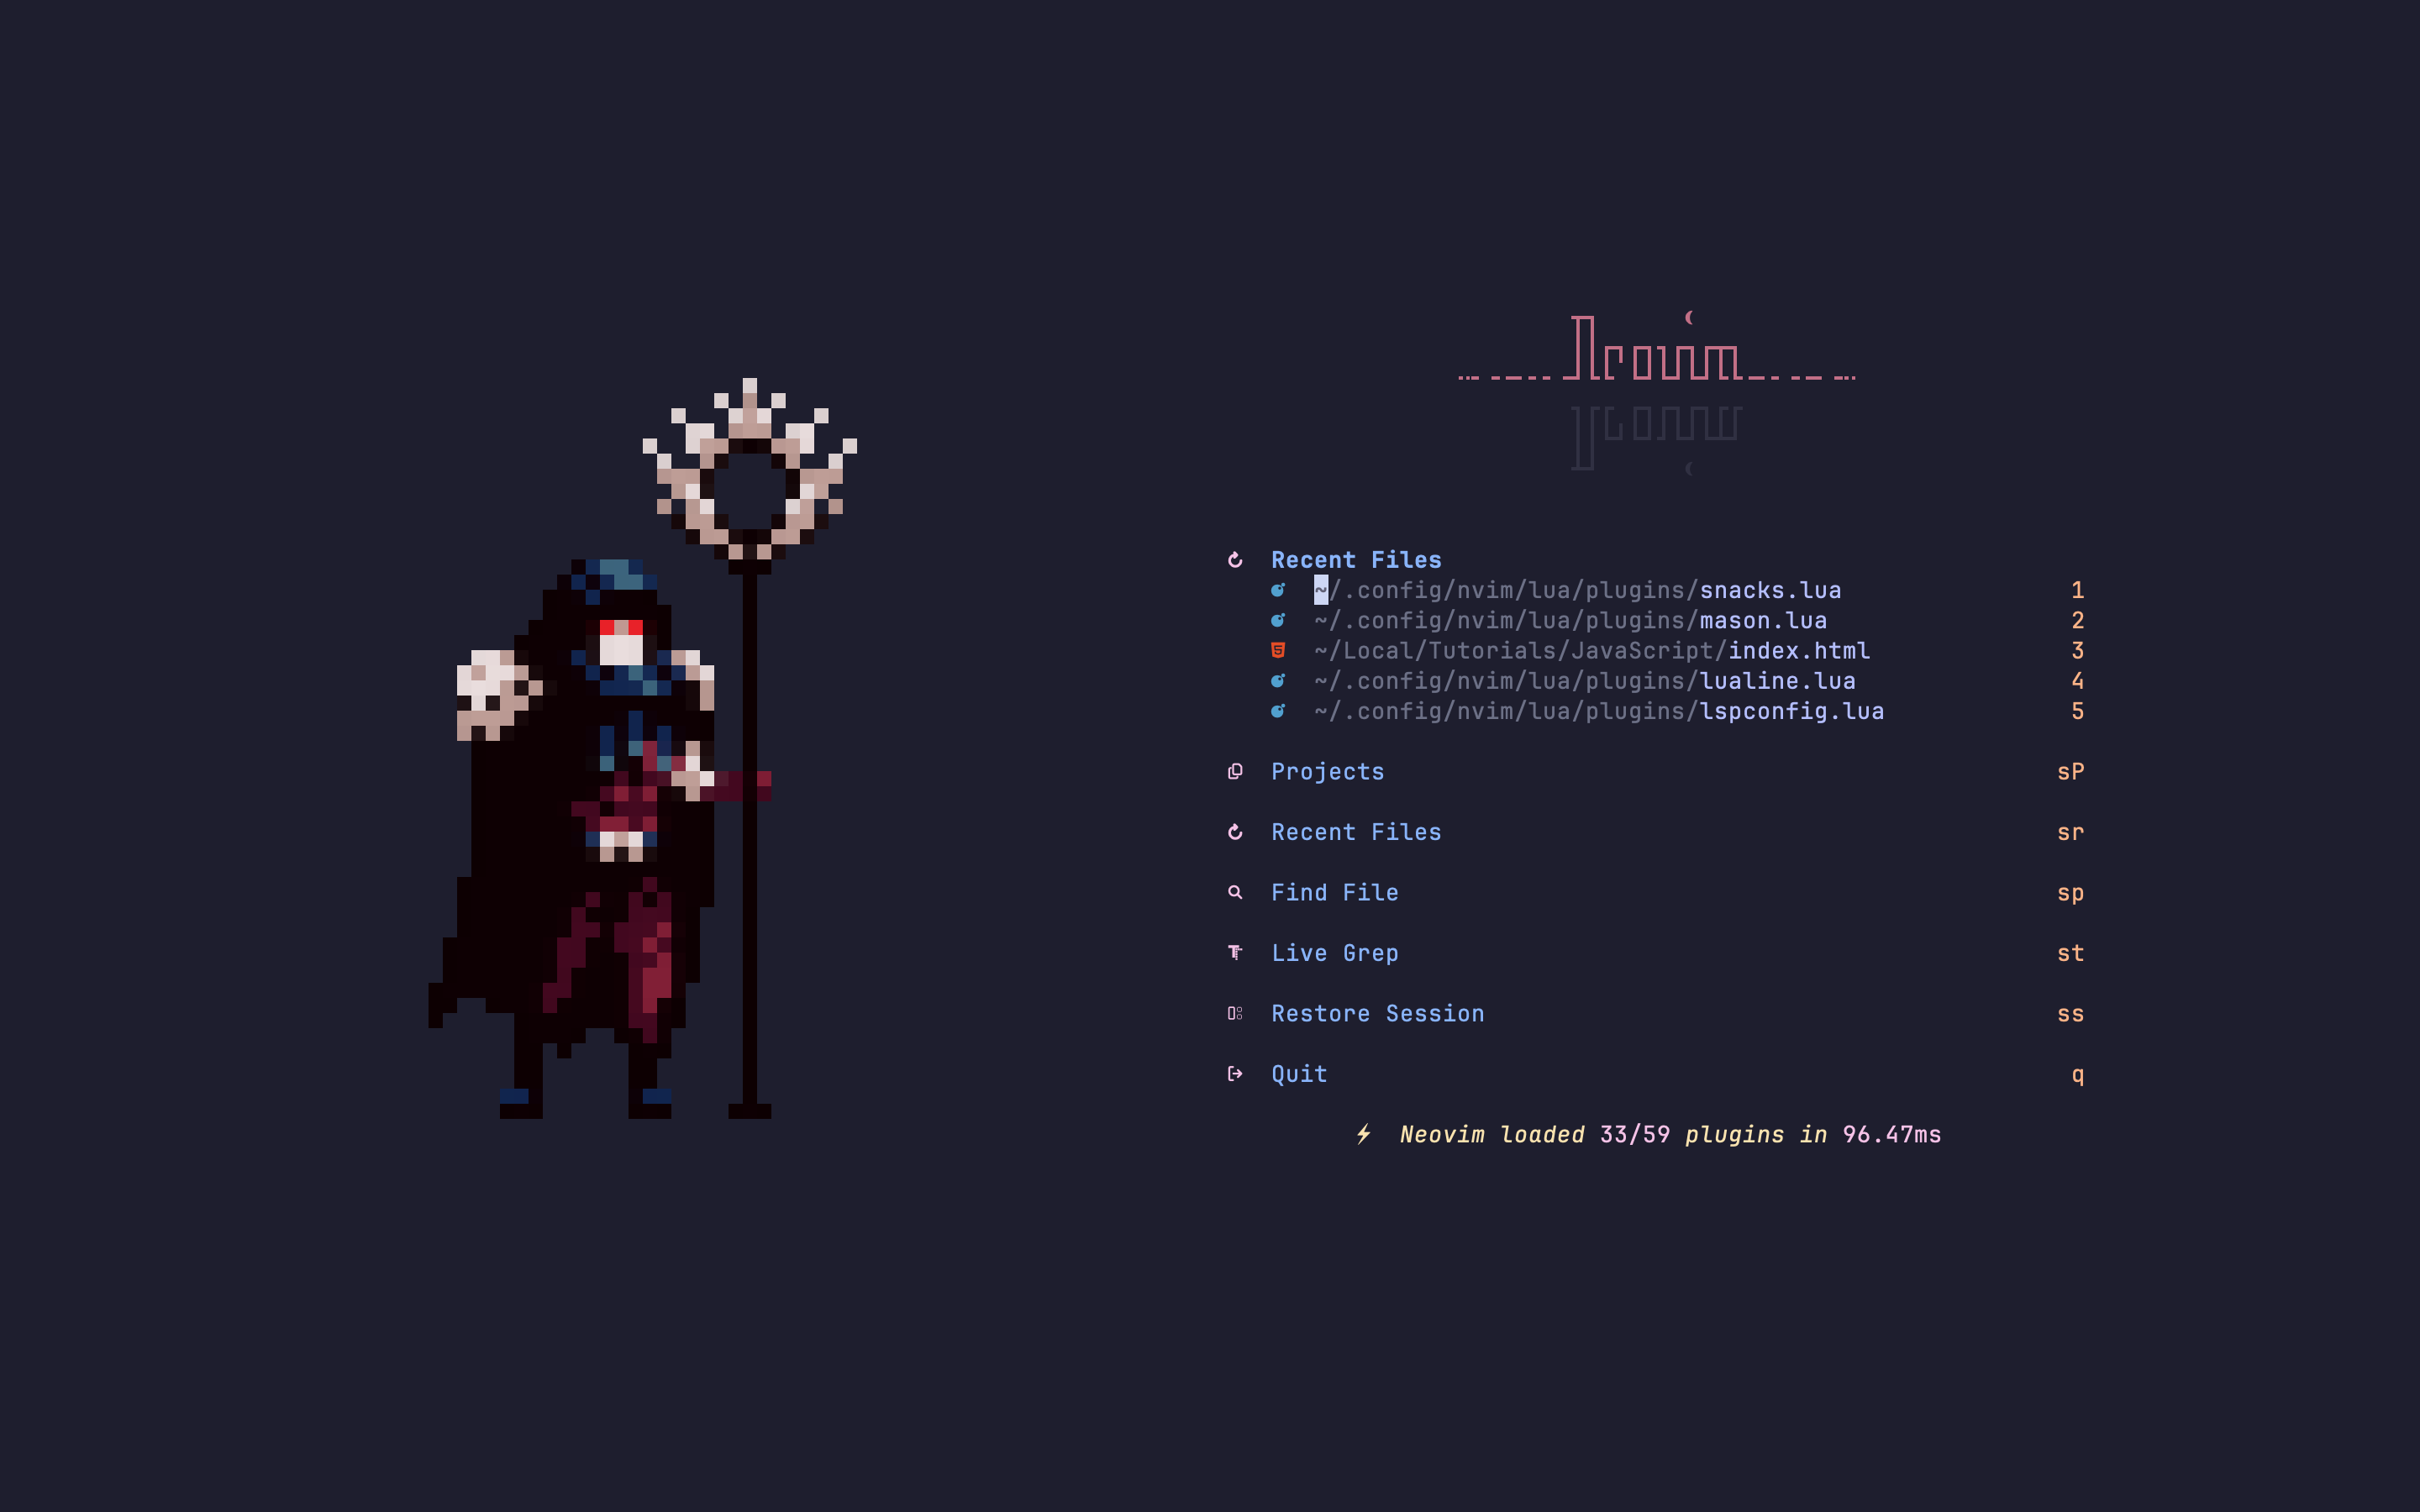 Neovim
Recent Files
~/.config/nvim/lua/plugins/snacks.lua 1
~/.config/nvim/lua/plugins/mason.lua 2
~/Local/Tutorials/JavaScript/index.html 3
~/.config/nvim/lua/plugins/lualine.lua 4
~/.config/nvim/lua/plugins/lspconfig.lua 5
Projects sP
Recent Files sr
Find File sp
Live Grep st
Restore Session ss
Quit q
⚡ Neovim loaded 33/59 plugins in 96.47ms